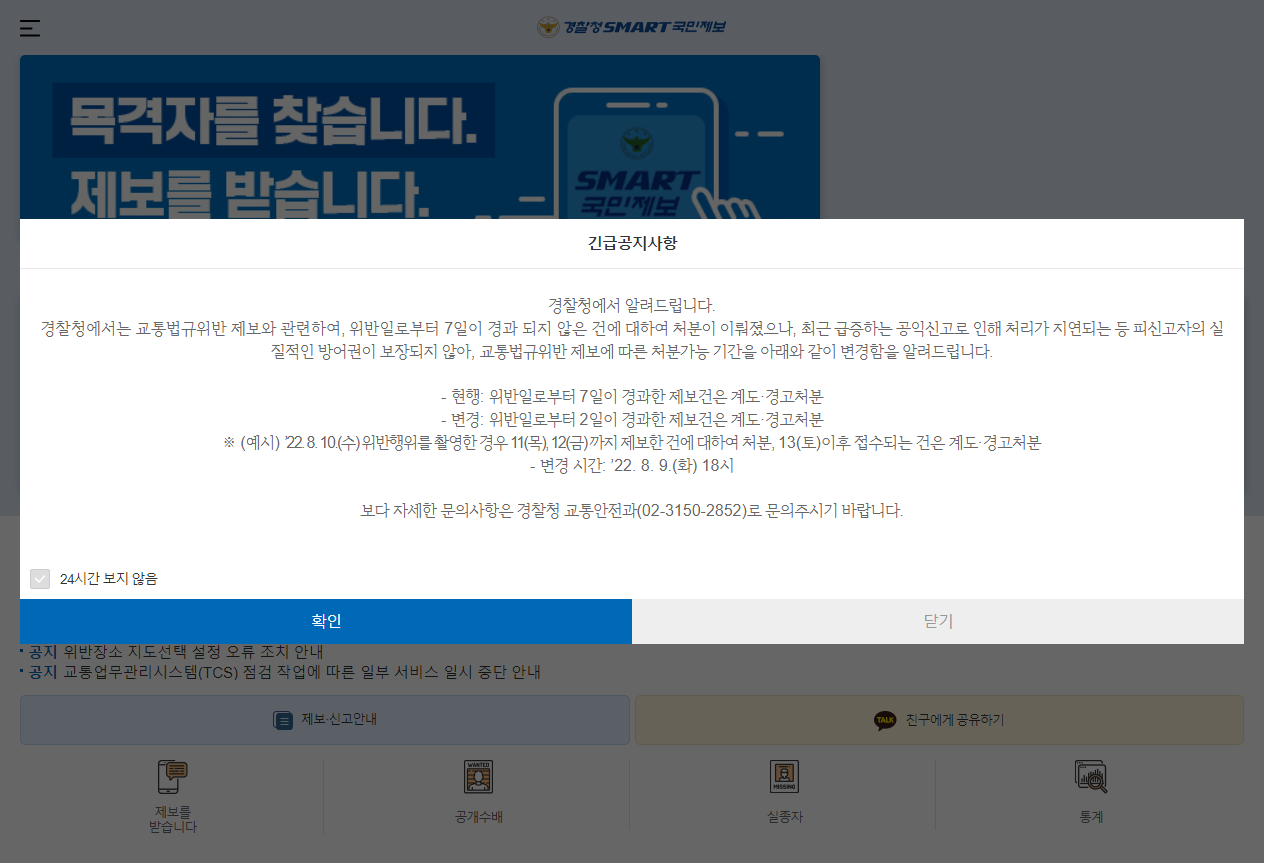 경찰청 SMART 국민제보
목격자를 찾습니다.
제보를 받습니다.
SMART
국민제보
긴급공지사항
경찰청에서 알려드립니다.
경찰청에서는 교통법규위반 제보와 관련하여, 위반일로부터 7일이 경과 되지 않은 건에 대하여 처분이 이뤄졌으나, 최근 급증하는 공익신고로 인해 처리가 지연되는 등 피신고자의 실
질적인 방어권이 보장되지 않아, 교통법규위반 제보에 따른 처분가능 기간을 아래와 같이 변경함을 알려드립니다.
- 현행: 위반일로부터 7일이 경과한 제보건은 계도·경고처분
- 변경: 위반일로부터 2일이 경과한 제보건은 계도·경고처분
※ (예시) ’22. 8. 10.(수) 위반행위를 촬영한 경우 11(목), 12(금)까지 제보한 건에 대하여 처분, 13(토)이후 접수되는 건은 계도·경고처분
- 변경 시간: ’22. 8. 9.(화) 18시
보다 자세한 문의사항은 경찰청 교통안전과(02-3150-2852)로 문의주시기 바랍니다.
24시간 보지 않음
확인
닫기
공지 위반장소 지도선택 설정 오류 조치 안내
공지 교통업무관리시스템(TCS) 점검 작업에 따른 일부 서비스 일시 중단 안내
제보·신고안내
TALK 친구에게 공유하기
WANTED
MISSING
제보를
받습니다
공개수배
실종자
통계